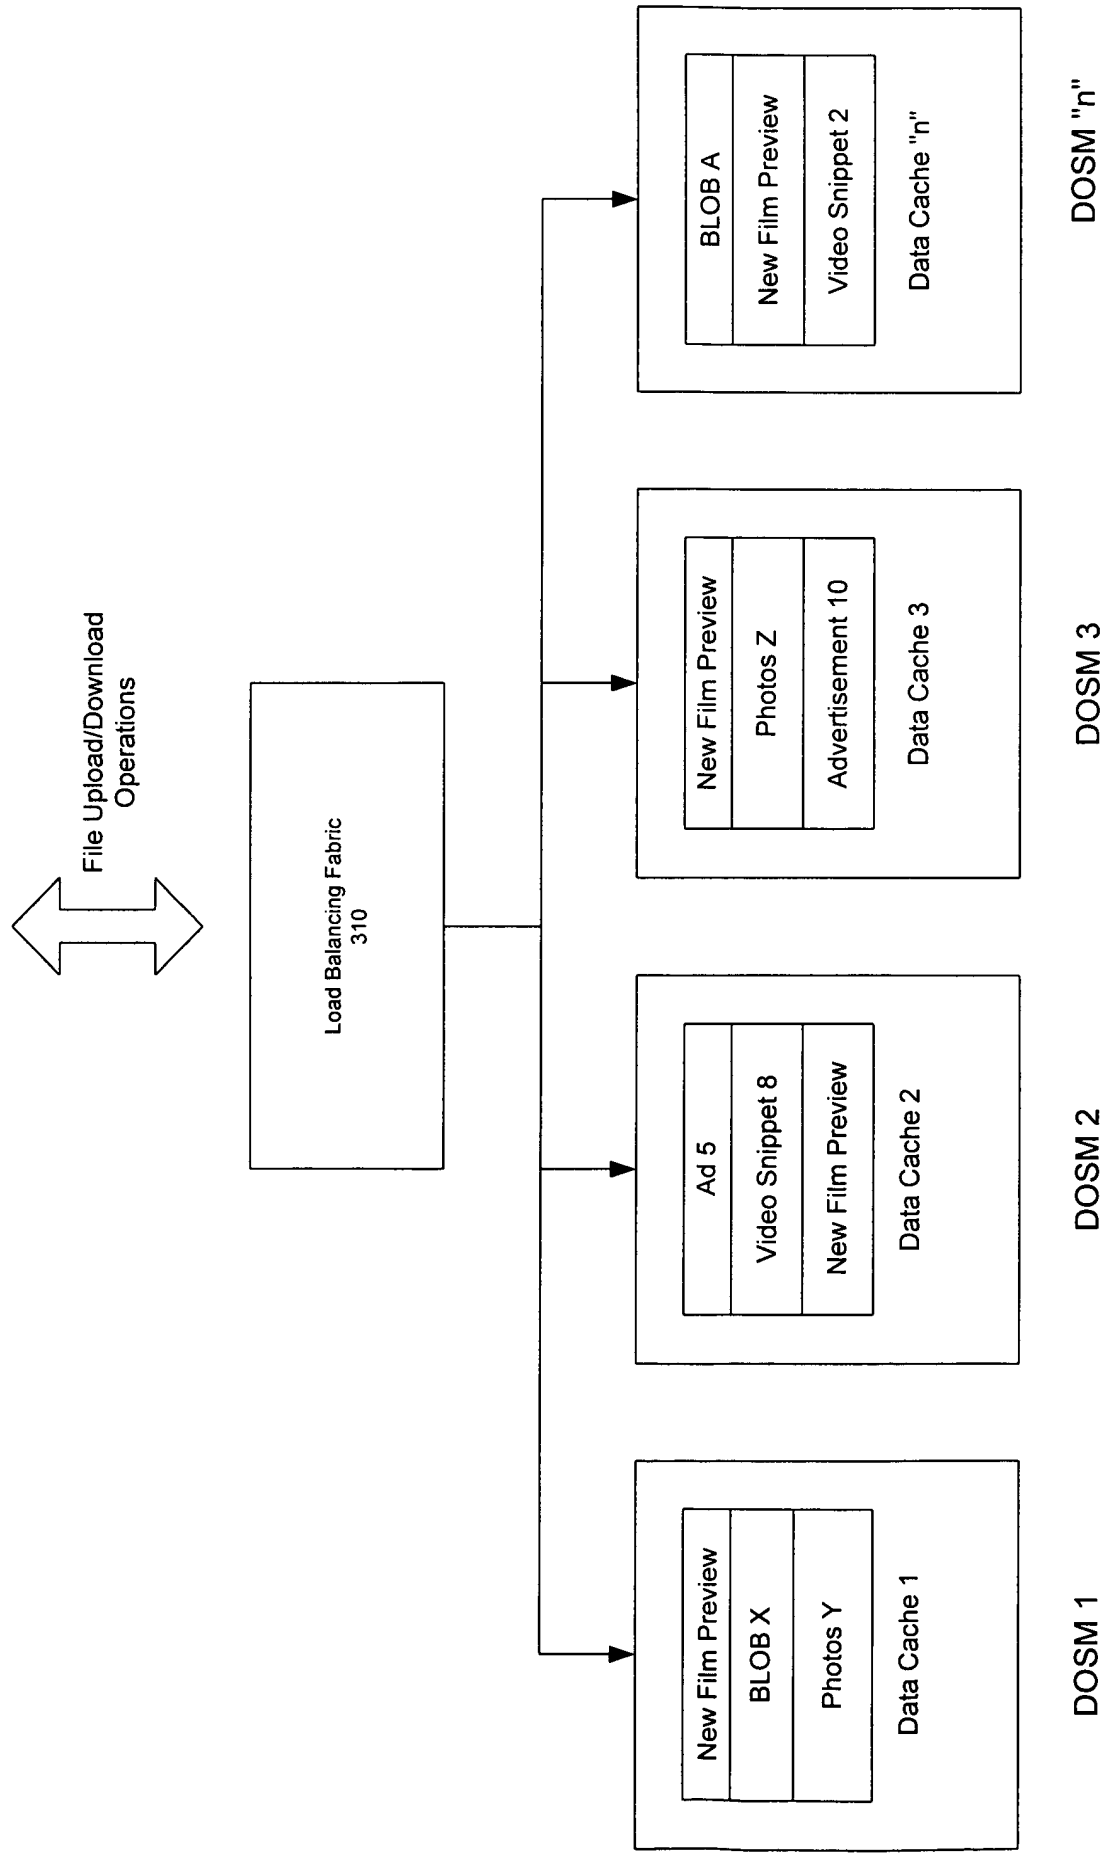 File Upload/Download
Operations
Load Balancing Fabric
310
New Film Preview
BLOB X
Photos Y
Data Cache 1
DOSM 1
Ad 5
Video Snippet 8
New Film Preview
Data Cache 2
DOSM 2
New Film Preview
Photos Z
Advertisement 10
Data Cache 3
DOSM 3
BLOB A
New Film Preview
Video Snippet 2
Data Cache "n"
DOSM "n"